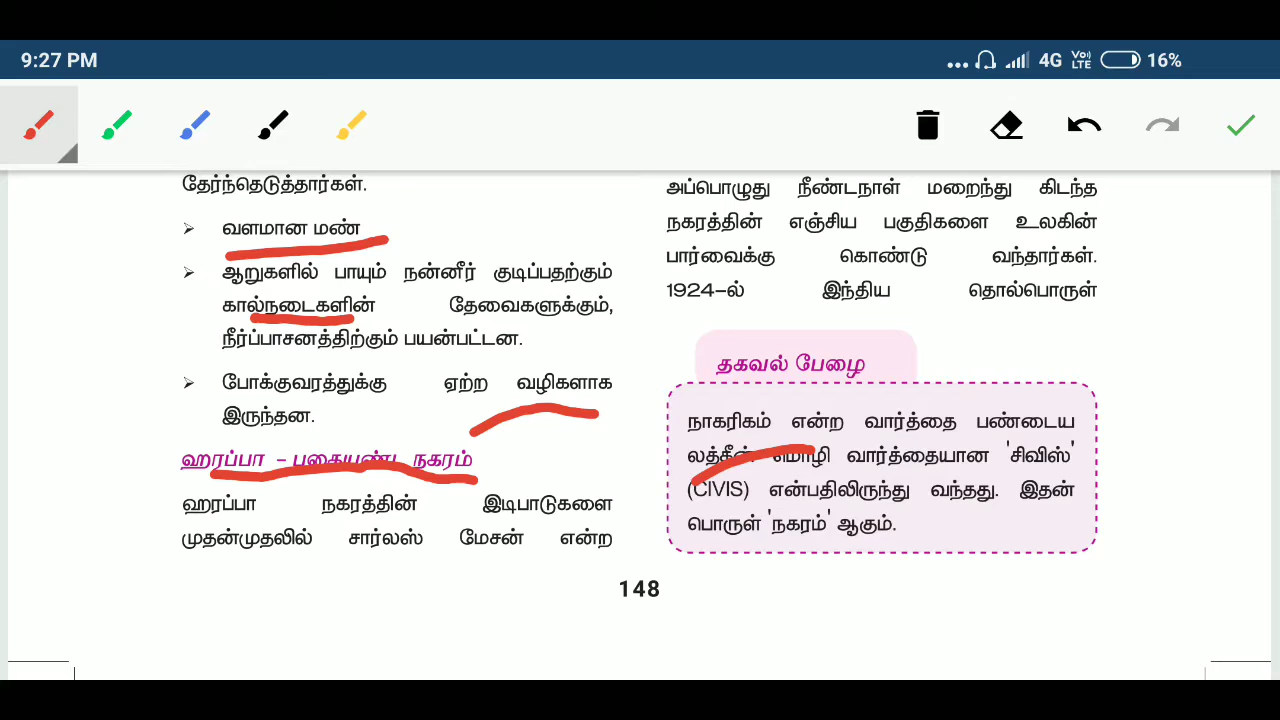 9:27 PM
4G
Vo) LTE
16%
தேர்ந்தெடுத்தார்கள்.
வளமான மண்
ஆறுகளில் பாயும் நன்னீர் குடிப்பதற்கும்
கால்நடைகளின் தேவைகளுக்கும்,
நீர்ப்பாசனத்திற்கும் பயன்பட்டன.
போக்குவரத்துக்கு ஏற்ற வழிகளாக
இருந்தன.
ஹரப்பா – புதையுண்ட நகரம்
ஹரப்பா நகரத்தின் இடிபாடுகளை
முதன்முதலில் சார்லஸ் மேசன் என்ற
அப்பொழுது நீண்டநாள் மறைந்து கிடந்த
நகரத்தின் எஞ்சிய பகுதிகளை உலகின்
பார்வைக்கு கொண்டு வந்தார்கள்.
1924–ல் இந்திய தொல்பொருள்
தகவல் பேழை
நாகரிகம் என்ற வார்த்தை பண்டைய
லத்தீன் மொழி வார்த்தையான 'சிவிஸ்'
(CIVIS) என்பதிலிருந்து வந்தது. இதன்
பொருள் 'நகரம்' ஆகும்.
148